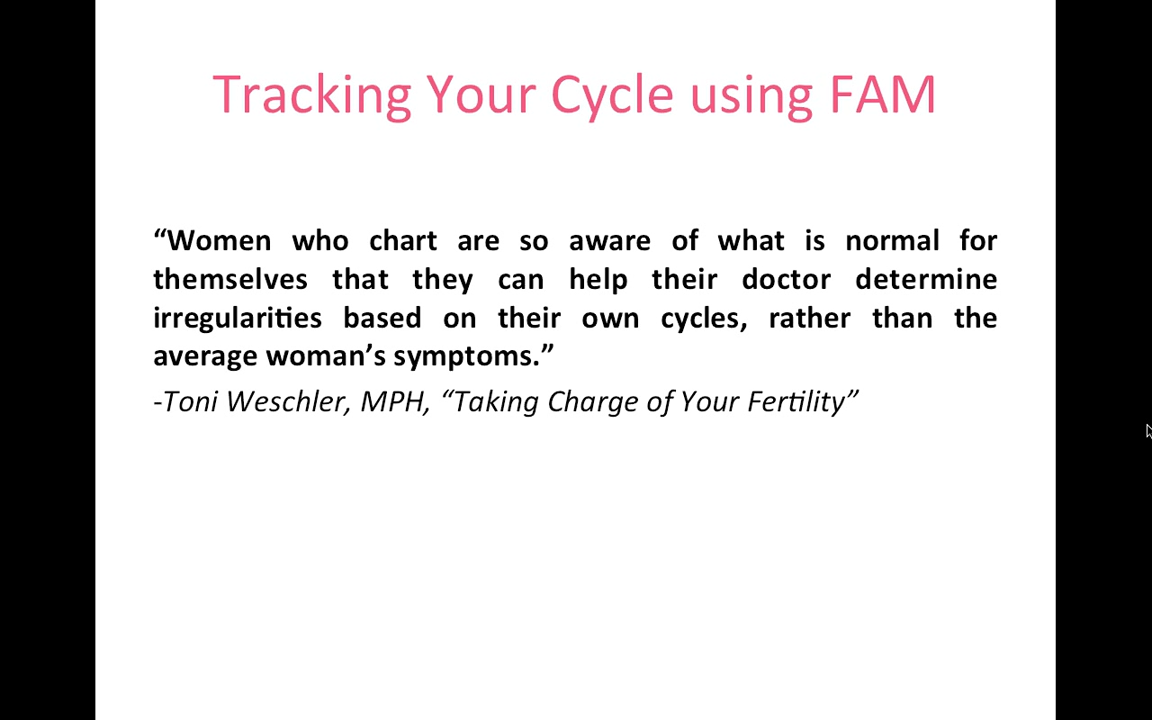 Tracking Your Cycle using FAM
“Women who chart are so aware of what is normal for
themselves that they can help their doctor determine
irregularities based on their own cycles, rather than the
average woman’s symptoms.”
-Toni Weschler, MPH, “Taking Charge of Your Fertility”